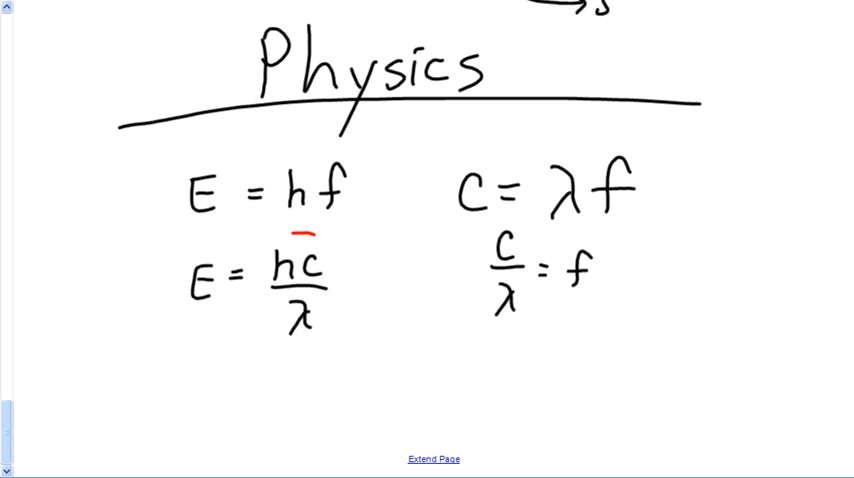 Physics
E = hf
C = λf
E = hc/λ
c/λ = f
Extend Page